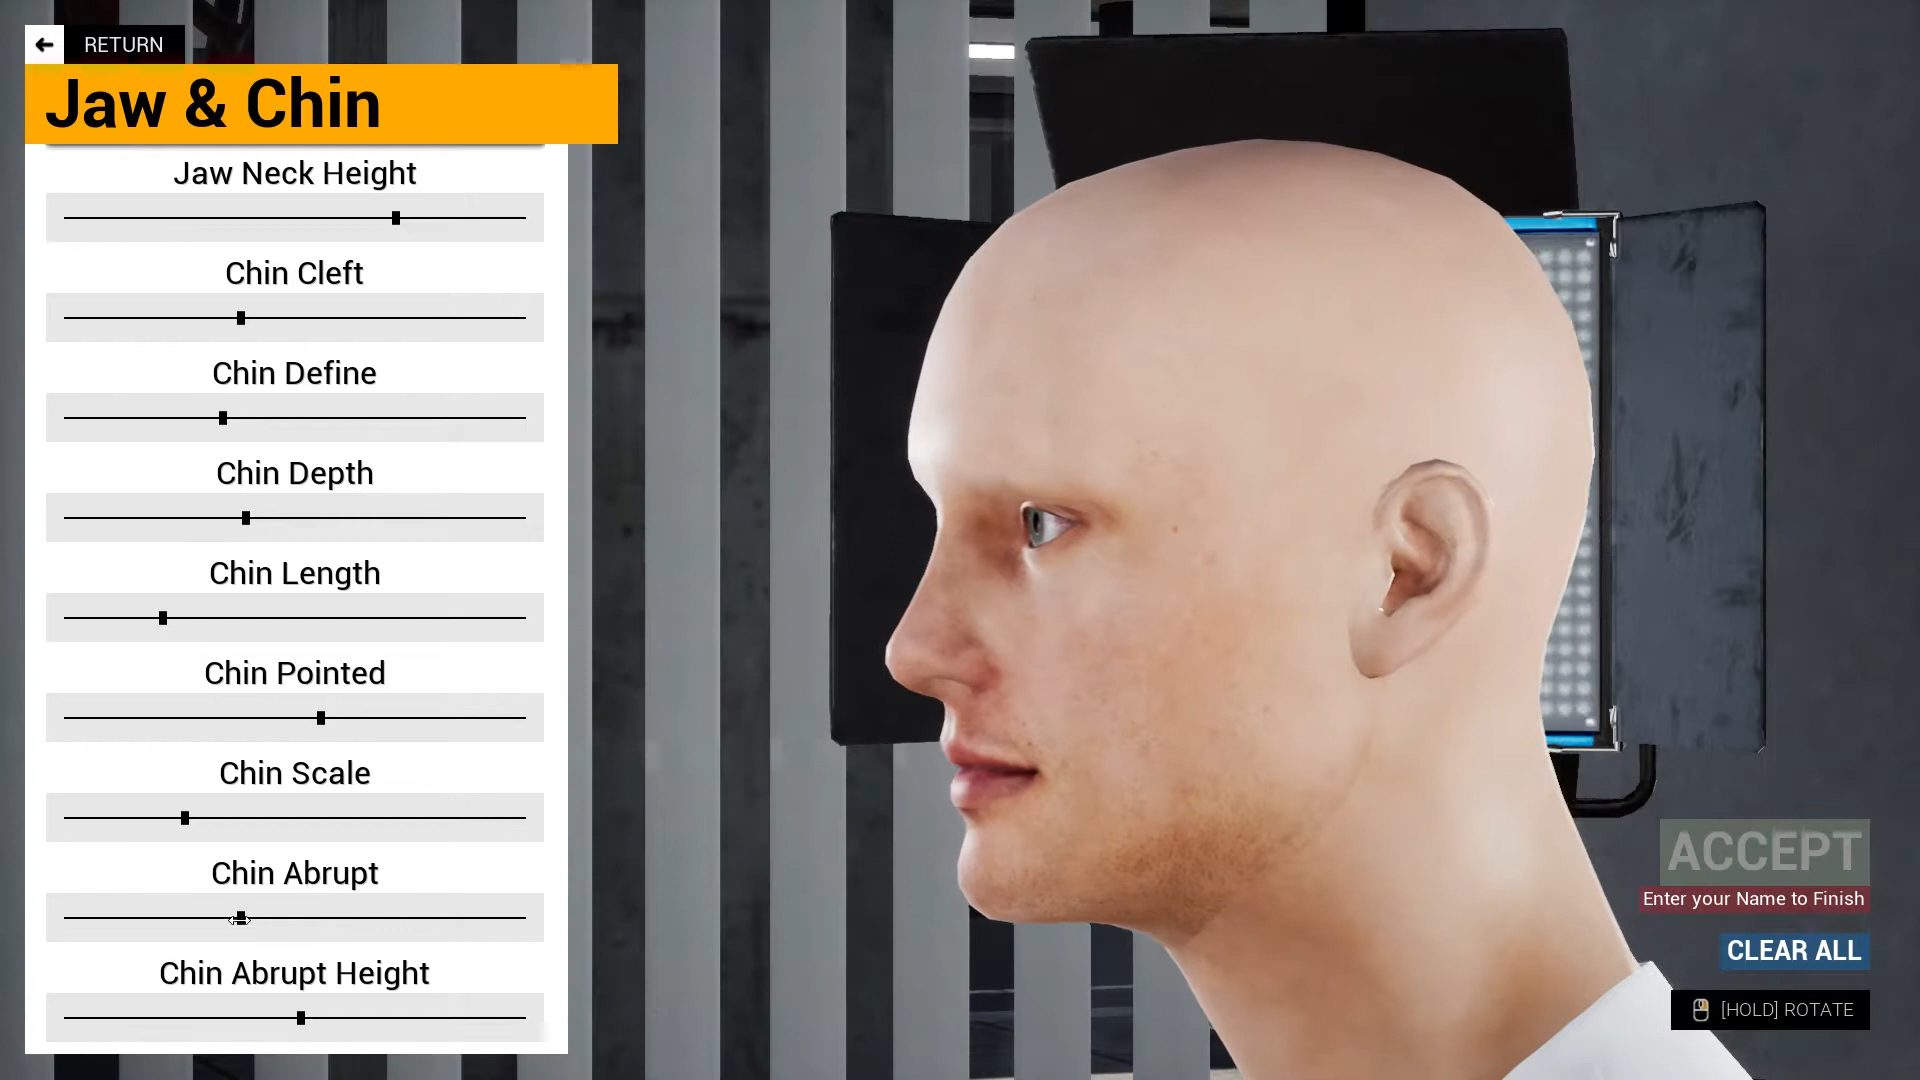 RETURN
Jaw & Chin
Jaw Neck Height
Chin Cleft
Chin Define
Chin Depth
Chin Length
Chin Pointed
Chin Scale
Chin Abrupt
Chin Abrupt Height
ACCEPT
Enter your Name to Finish
CLEAR ALL
[HOLD] ROTATE